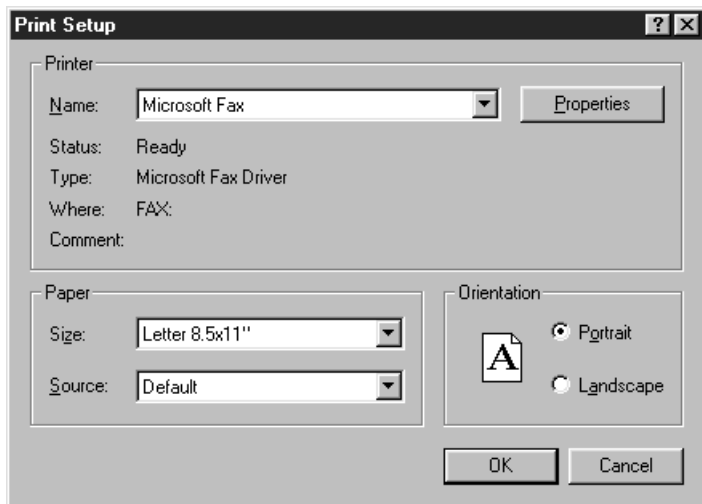 Print Setup
Printer
Name: Microsoft Fax Properties
Status: Ready
Type: Microsoft Fax Driver
Where: FAX:
Comment:
Paper
Size: Letter 8.5x11"
Source: Default
Orientation
A
Portrait
Landscape
OK Cancel